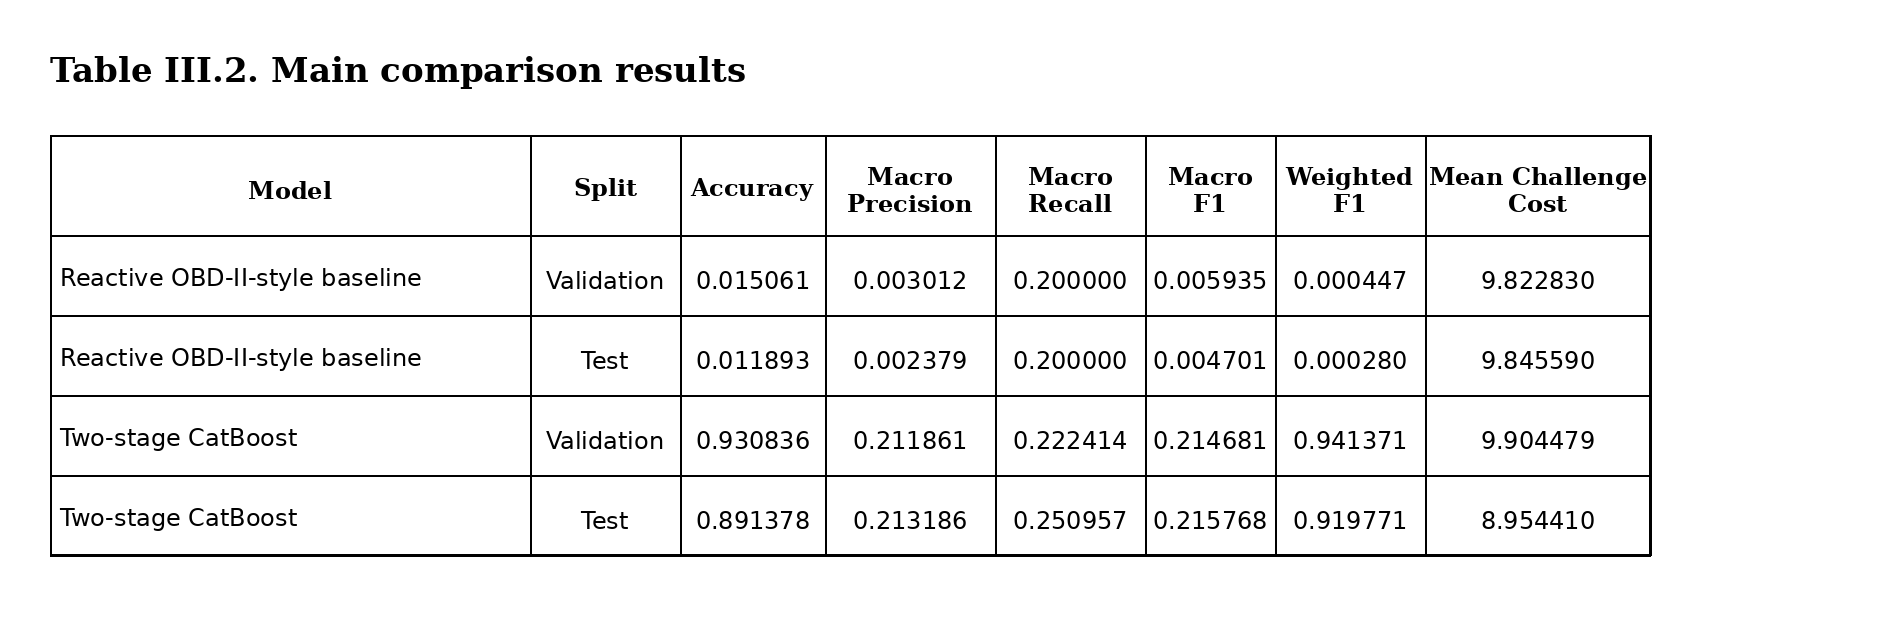 Table III.2. Main comparison results
Model Split Accuracy Macro Precision Macro Recall Macro F1 Weighted F1 Mean Challenge Cost
Reactive OBD-II-style baseline Validation 0.015061 0.003012 0.200000 0.005935 0.000447 9.822830
Reactive OBD-II-style baseline Test 0.011893 0.002379 0.200000 0.004701 0.000280 9.845590
Two-stage CatBoost Validation 0.930836 0.211861 0.222414 0.214681 0.941371 9.904479
Two-stage CatBoost Test 0.891378 0.213186 0.250957 0.215768 0.919771 8.954410